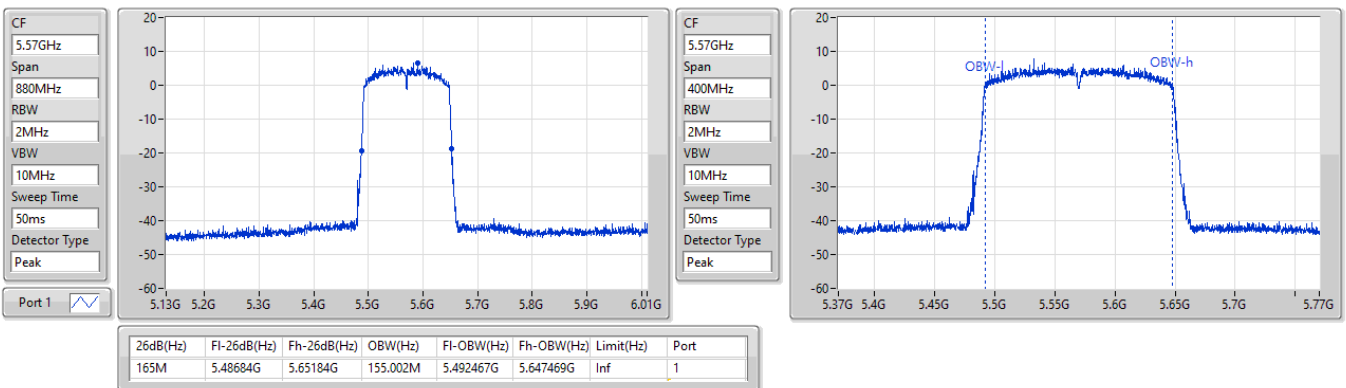 CF
5.57GHz
Span
880MHz
RBW
2MHz
VBW
10MHz
Sweep Time
50ms
Detector Type
Peak
Port 1
20
10
0
-10
-20
-30
-40
-50
-60
5.13G 5.2G 5.3G 5.4G 5.5G 5.6G 5.7G 5.8G 5.9G 6.01G
CF
5.57GHz
Span
400MHz
RBW
2MHz
VBW
10MHz
Sweep Time
50ms
Detector Type
Peak
20
10
0
-10
-20
-30
-40
-50
-60
OBW-l OBW-h
5.37G 5.4G 5.45G 5.5G 5.55G 5.6G 5.65G 5.7G 5.77G
26dB(Hz) Fl-26dB(Hz) Fh-26dB(Hz) OBW(Hz) Fl-OBW(Hz) Fh-OBW(Hz) Limit(Hz) Port
165M 5.48684G 5.65184G 155.002M 5.492467G 5.647469G Inf 1